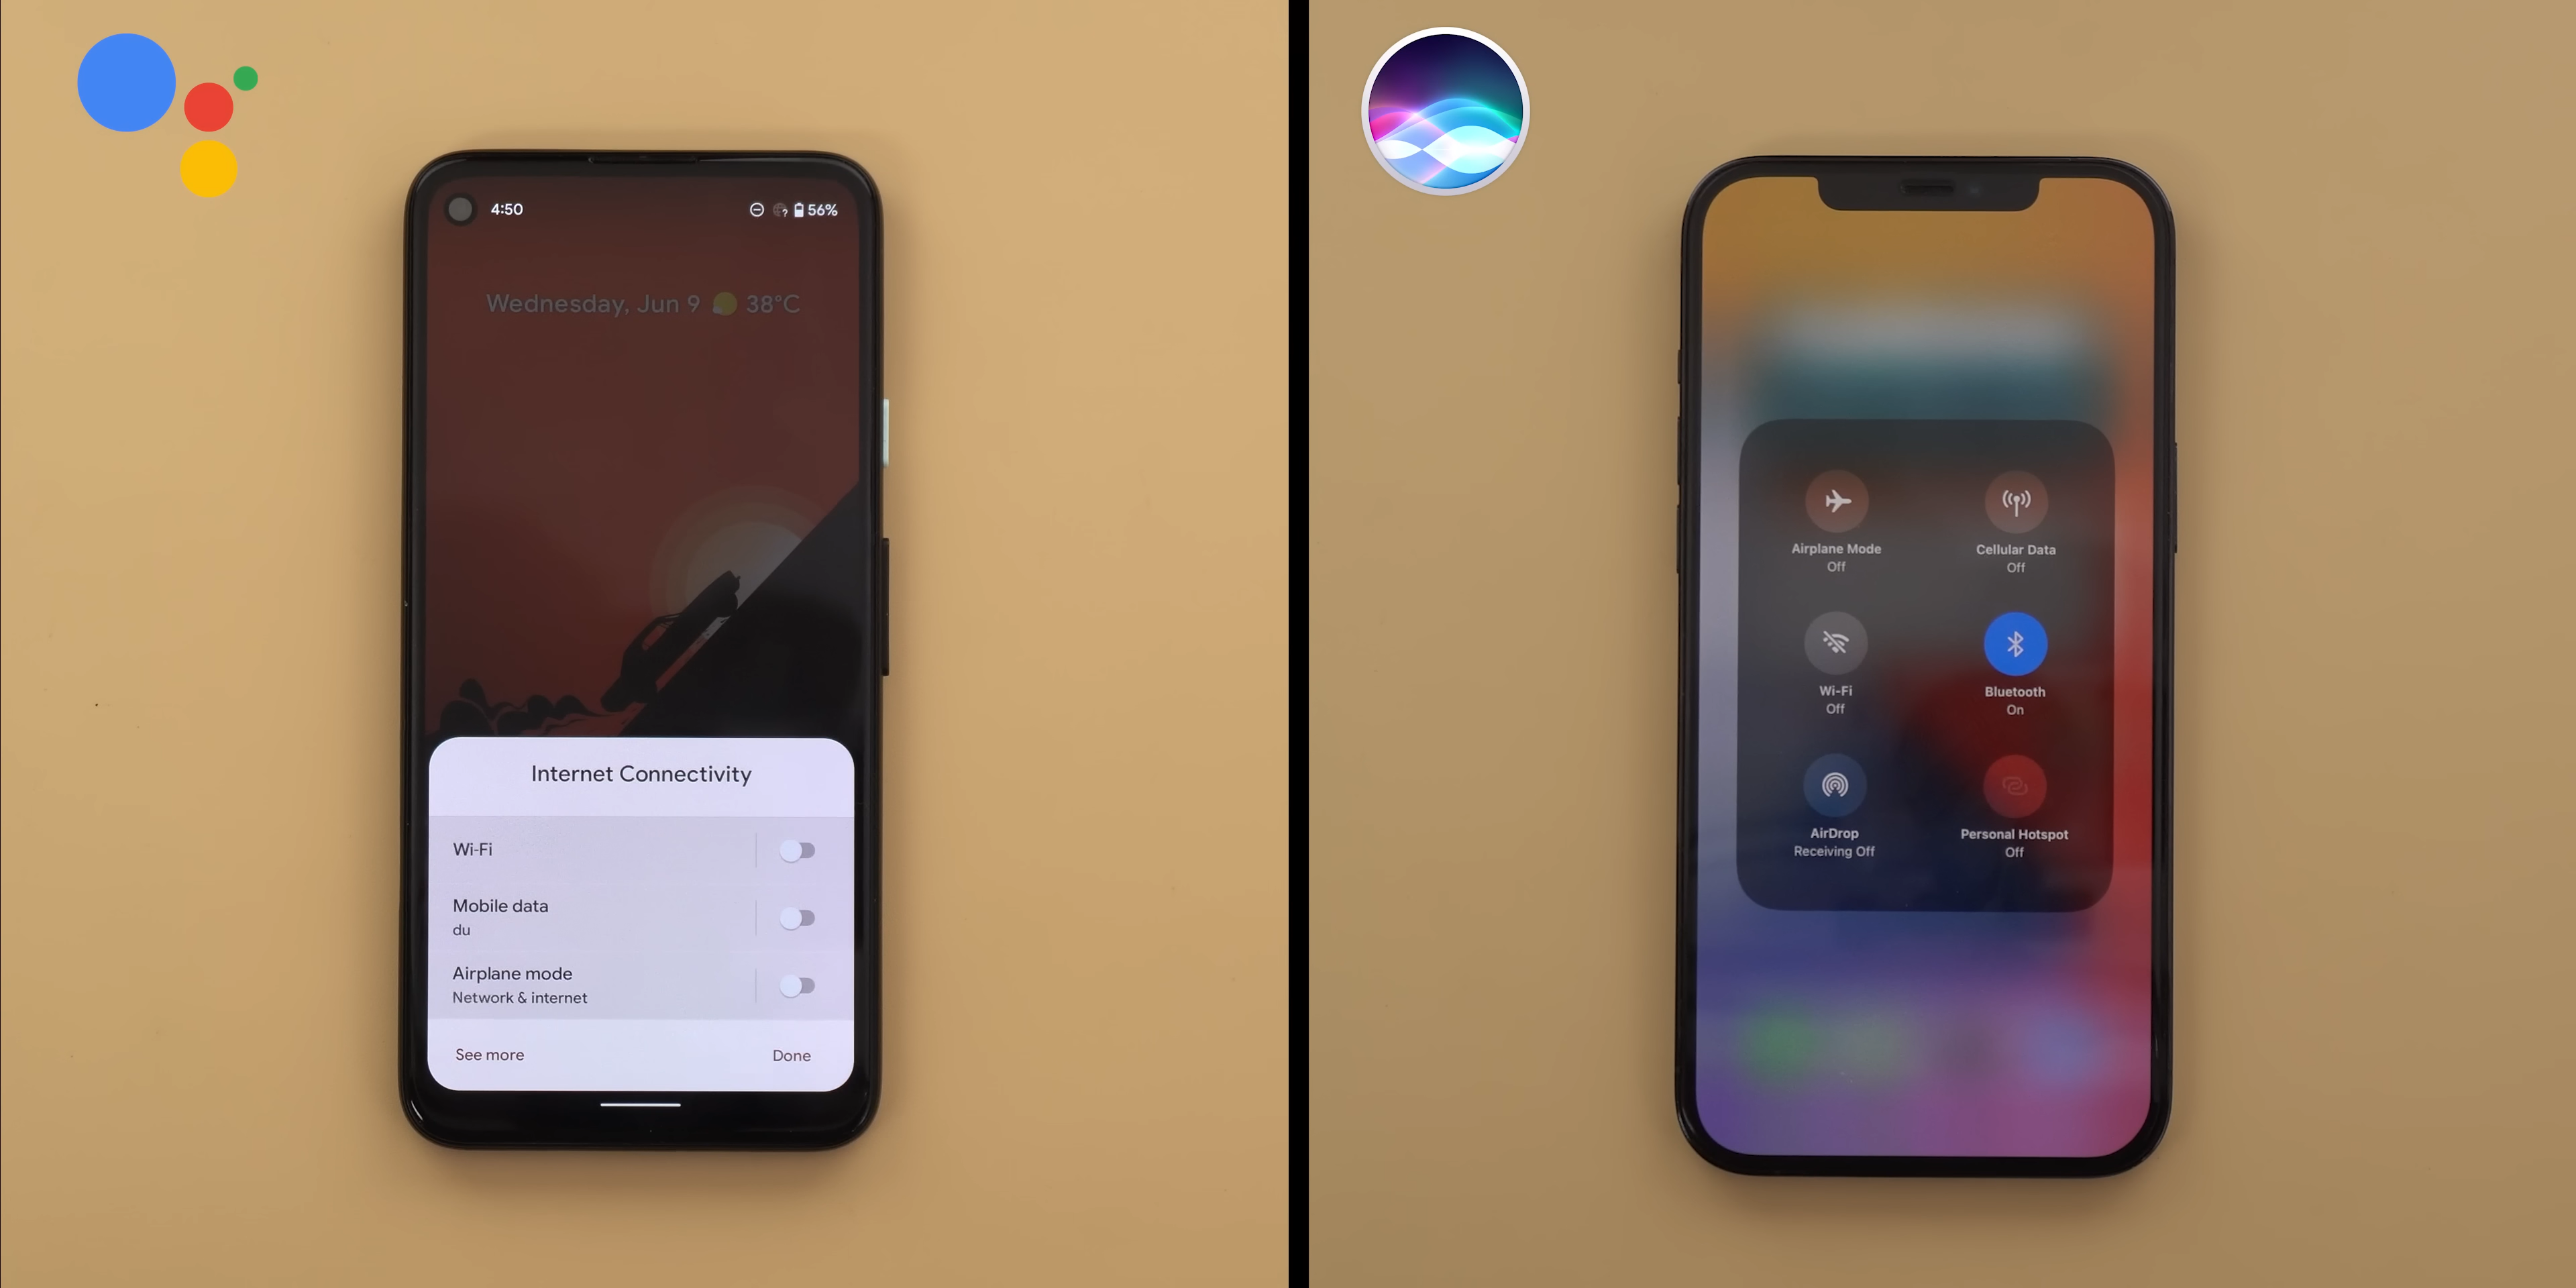 4:50
56%
Wednesday, Jun 9 38°C
Internet Connectivity
Wi-Fi
Mobile data
du
Airplane mode
Network & internet
See more
Done
Airplane Mode
Off
Cellular Data
Off
Wi-Fi
Off
Bluetooth
On
AirDrop
Receiving Off
Personal Hotspot
Off